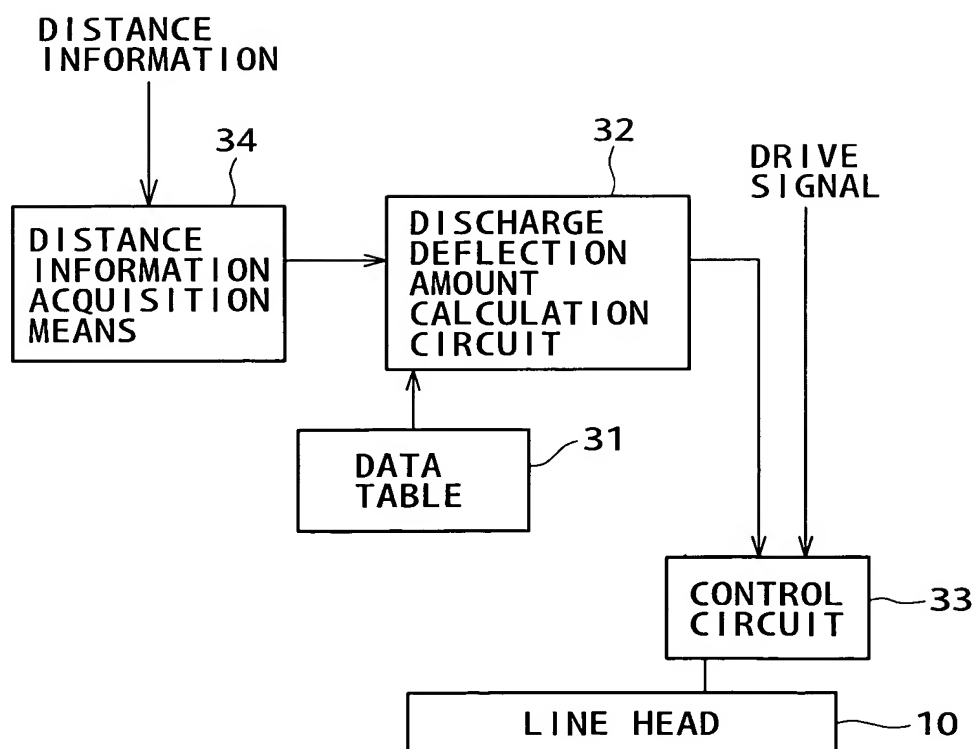 DISTANCE
INFORMATION
34
DISTANCE
INFORMATION
ACQUISITION
MEANS
32
DISCHARGE
DEFLECTION
AMOUNT
CALCULATION
CIRCUIT
DRIVE
SIGNAL
31
DATA
TABLE
CONTROL
CIRCUIT
33
LINE HEAD
10